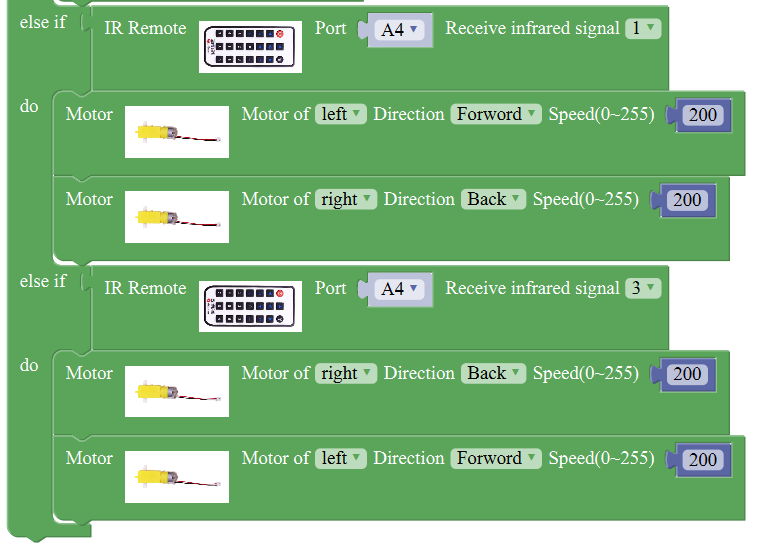 else if IR Remote Port A4 Receive infrared signal 1
do Motor Motor of left Direction Forword Speed(0~255) 200
Motor Motor of right Direction Back Speed(0~255) 200
else if IR Remote Port A4 Receive infrared signal 3
do Motor Motor of right Direction Back Speed(0~255) 200
Motor Motor of left Direction Forword Speed(0~255) 200